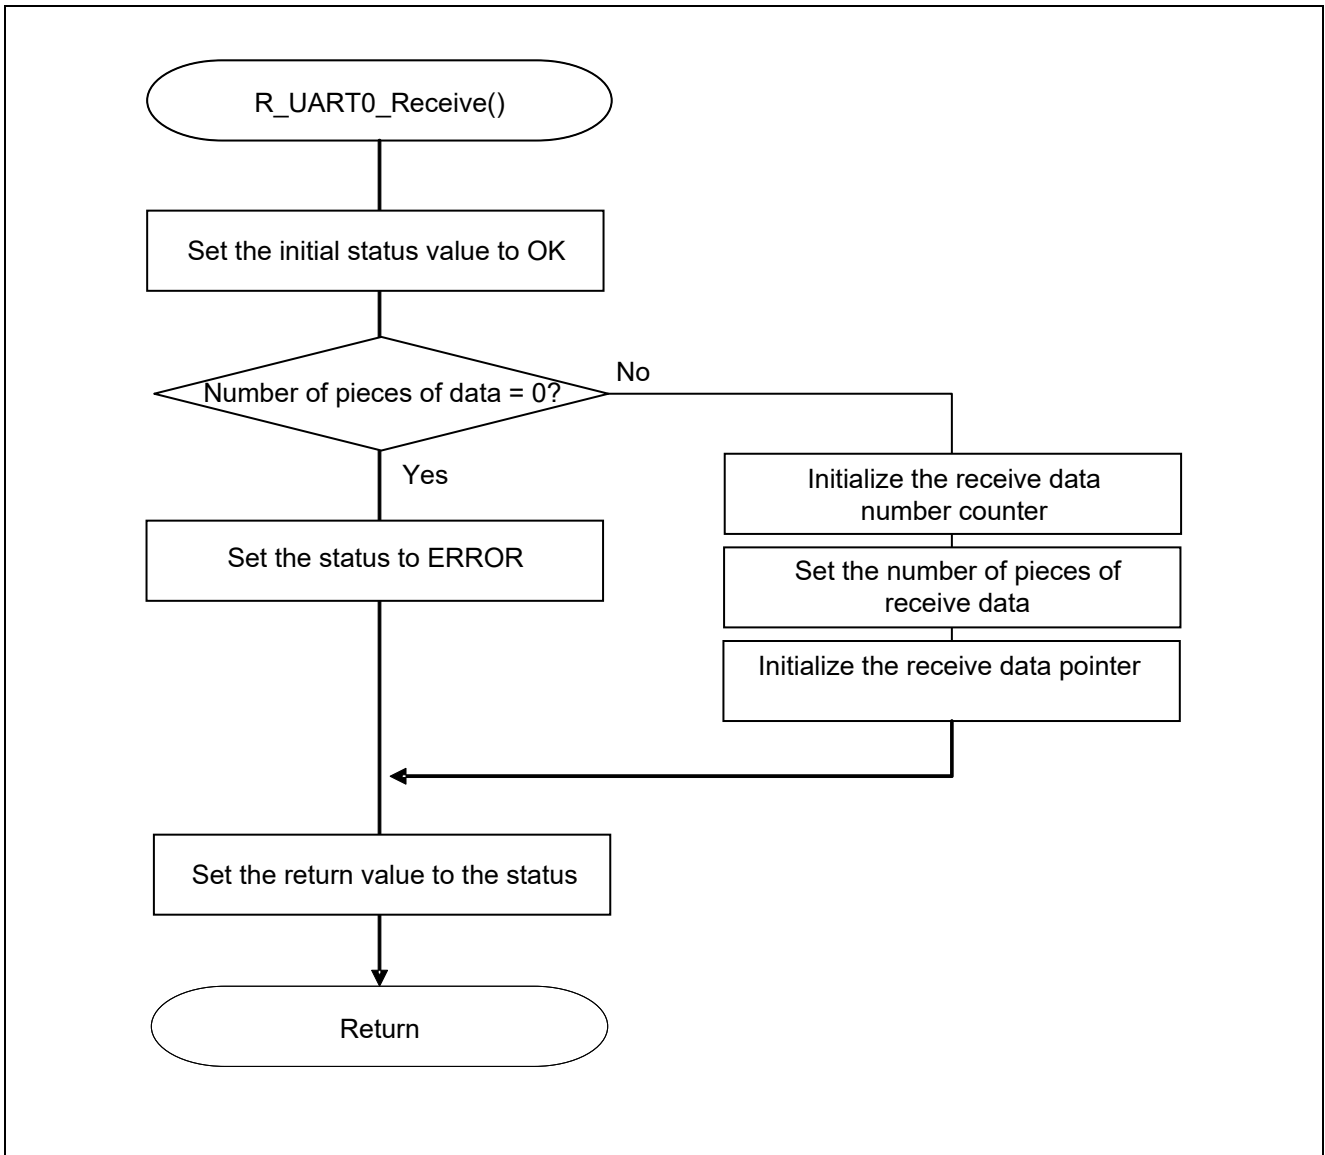 R_UART0_Receive()
Set the initial status value to OK
Number of pieces of data = 0?
No
Yes
Initialize the receive data
number counter
Set the status to ERROR
Set the number of pieces of
receive data
Initialize the receive data pointer
Set the return value to the status
Return